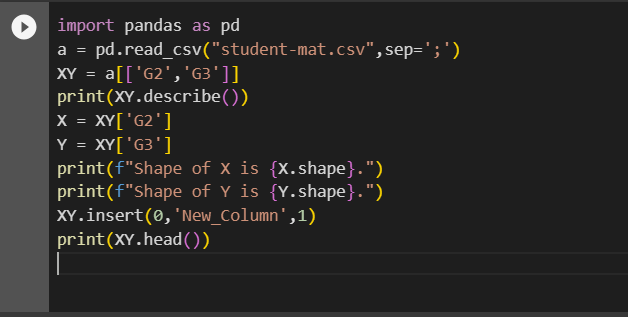 import pandas as pd
a = pd.read_csv("student-mat.csv",sep=';')
XY = a[['G2','G3']]
print(XY.describe())
X = XY['G2']
Y = XY['G3']
print(f"Shape of X is {X.shape}.")
print(f"Shape of Y is {Y.shape}.")
XY.insert(0,'New_Column',1)
print(XY.head())